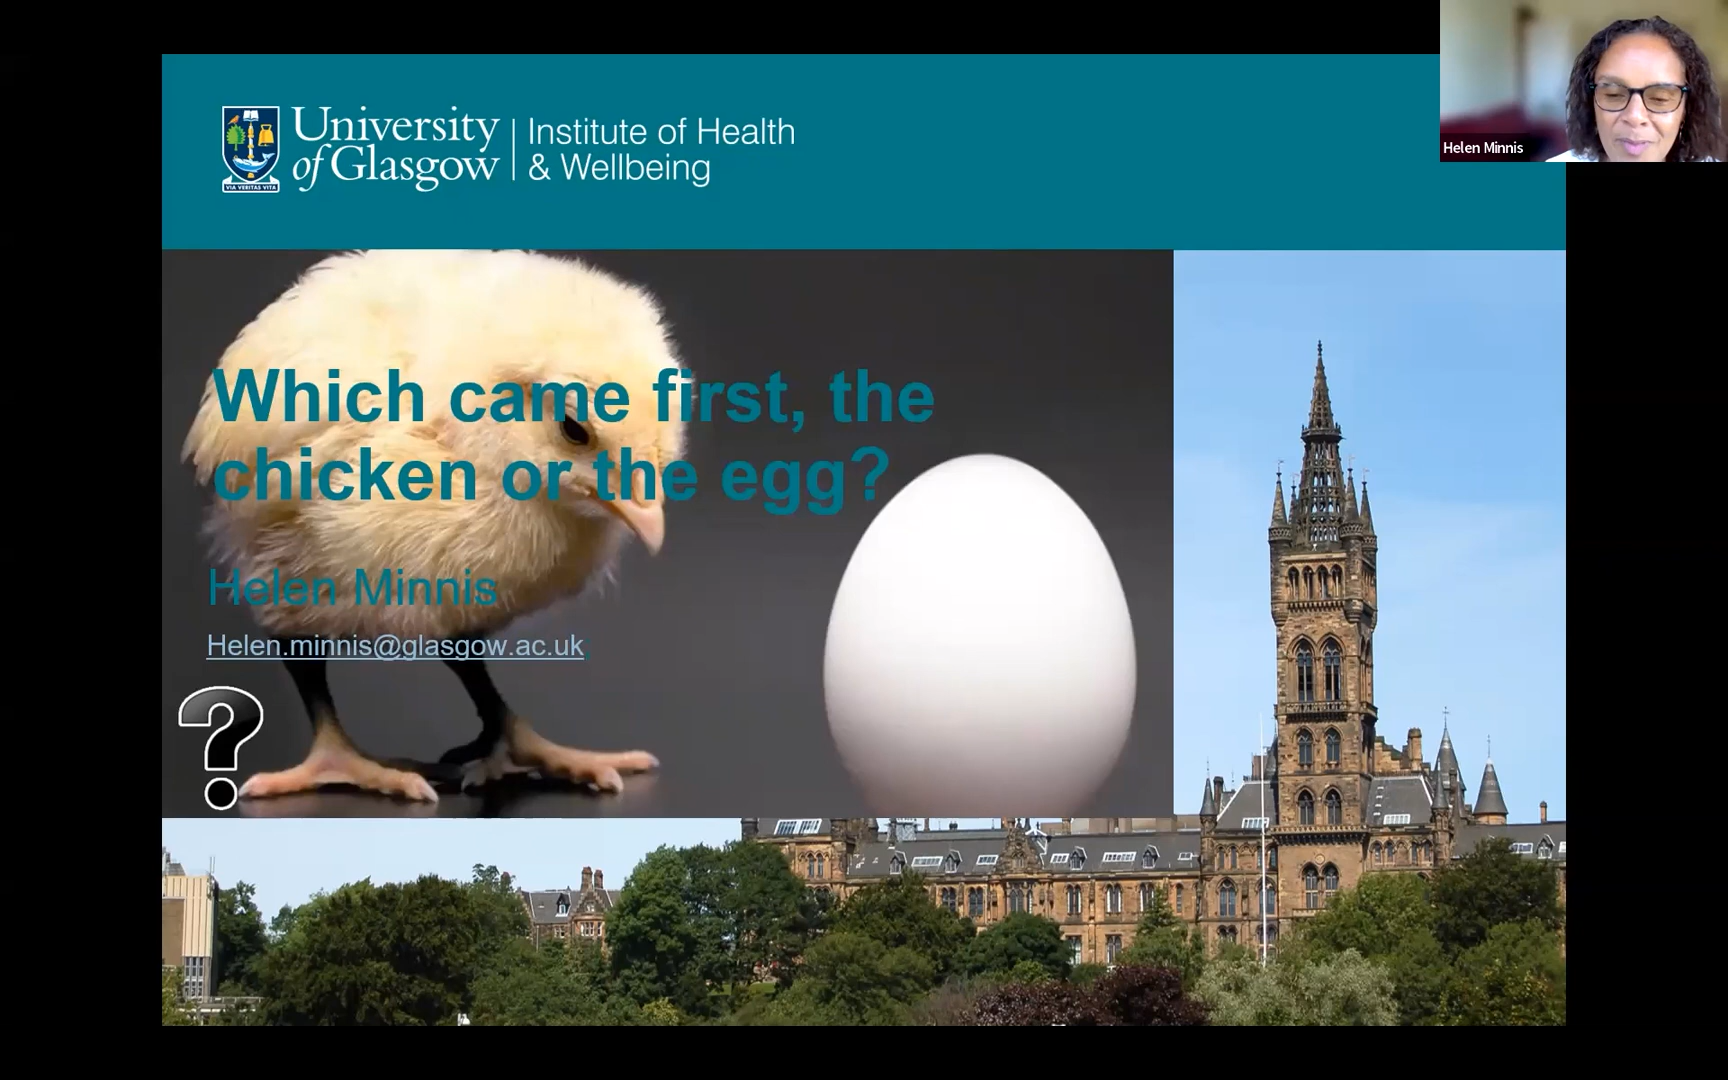 University
of Glasgow
Institute of Health
& Wellbeing
VIA VERITAS VITA
Helen Minnis
Which came first, the
chicken or the egg?
Helen Minnis
Helen.minnis@glasgow.ac.uk
?